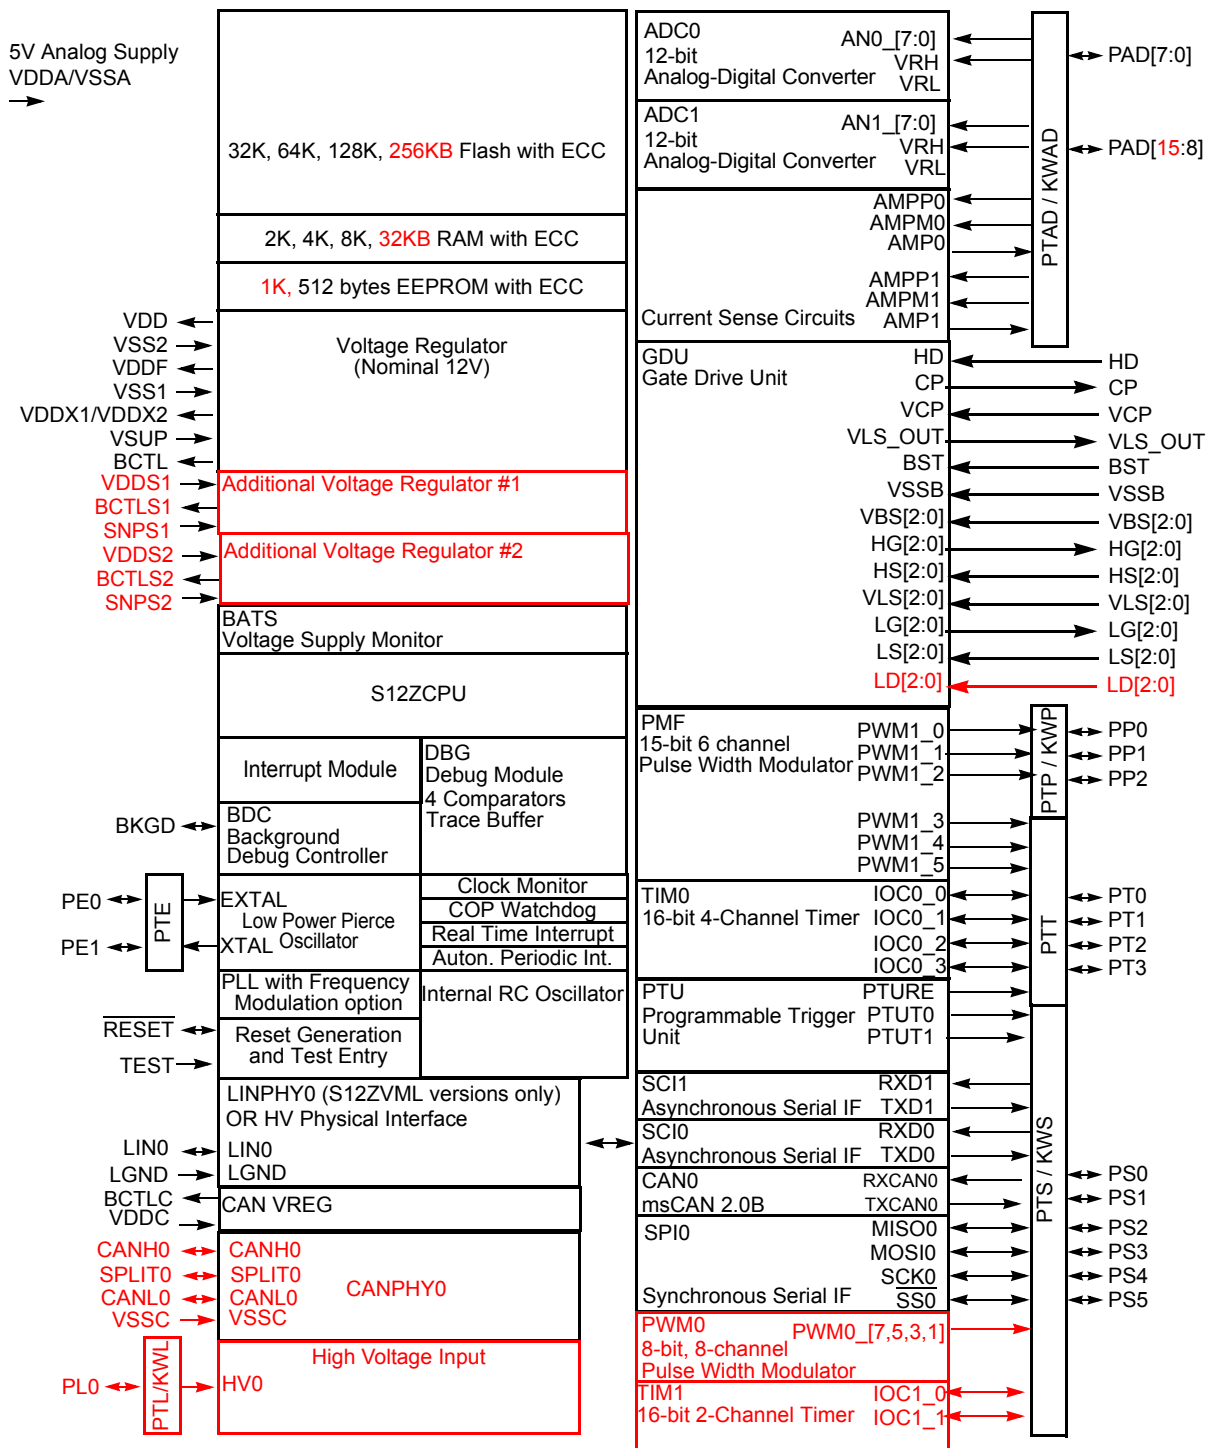 5V Analog Supply
VDDA/VSSA
32K, 64K, 128K, 256KB Flash with ECC
2K, 4K, 8K, 32KB RAM with ECC
1K, 512 bytes EEPROM with ECC
VDD
VSS2
VDDF
VSS1
VDDX1/VDDX2
VSUP
BCTL
Voltage Regulator
(Nominal 12V)
VDDS1
BCTLS1
SNPS1
Additional Voltage Regulator #1
VDDS2
BCTLS2
SNPS2
Additional Voltage Regulator #2
BATS
Voltage Supply Monitor
S12ZCPU
Interrupt Module
DBG
Debug Module
4 Comparators
Trace Buffer
BKGD
BDC
Background
Debug Controller
PE0
PE1
PTE
EXTAL
Low Power Pierce
Oscillator
XTAL
Clock Monitor
COP Watchdog
Real Time Interrupt
Auton. Periodic Int.
PLL with Frequency
Modulation option
Internal RC Oscillator
RESET
TEST
Reset Generation
and Test Entry
LINPHY0 (S12ZVML versions only)
OR HV Physical Interface
LIN0
LGND
LIN0
LGND
BCTLC
VDDC
CAN VREG
CANH0
SPLIT0
CANL0
VSSC
CANH0
SPLIT0
CANL0
VSSC
CANPHY0
PL0
PTL/KWL
High Voltage Input
HV0
ADC0
12-bit
Analog-Digital Converter
AN0_[7:0]
VRH
VRL
ADC1
12-bit
Analog-Digital Converter
AN1_[7:0]
VRH
VRL
AMPP0
AMPM0
AMP0
AMPP1
AMPM1
Current Sense Circuits
AMP1
PTAD / KWAD
PAD[7:0]
PAD[15:8]
GDU
Gate Drive Unit
HD
CP
VCP
VLS_OUT
BST
VSSB
VBS[2:0]
HG[2:0]
HS[2:0]
VLS[2:0]
LG[2:0]
LS[2:0]
LD[2:0]
HD
CP
VCP
VLS_OUT
BST
VSSB
VBS[2:0]
HG[2:0]
HS[2:0]
VLS[2:0]
LG[2:0]
LS[2:0]
LD[2:0]
PMF
15-bit 6 channel
Pulse Width Modulator
PWM1_0
PWM1_1
PWM1_2
PWM1_3
PWM1_4
PWM1_5
PTP / KWP
PP0
PP1
PP2
TIM0
16-bit 4-Channel Timer
IOC0_0
IOC0_1
IOC0_2
IOC0_3
PTT
PT0
PT1
PT2
PT3
PTU
Programmable Trigger
Unit
PTURE
PTUT0
PTUT1
SCI1
Asynchronous Serial IF
RXD1
TXD1
SCI0
Asynchronous Serial IF
RXD0
TXD0
CAN0
msCAN 2.0B
RXCAN0
TXCAN0
SPI0
Synchronous Serial IF
MISO0
MOSI0
SCK0
SS0
PTS / KWS
PS0
PS1
PS2
PS3
PS4
PS5
PWM0
8-bit, 8-channel
Pulse Width Modulator
PWM0_[7,5,3,1]
TIM1
16-bit 2-Channel Timer
IOC1_0
IOC1_1